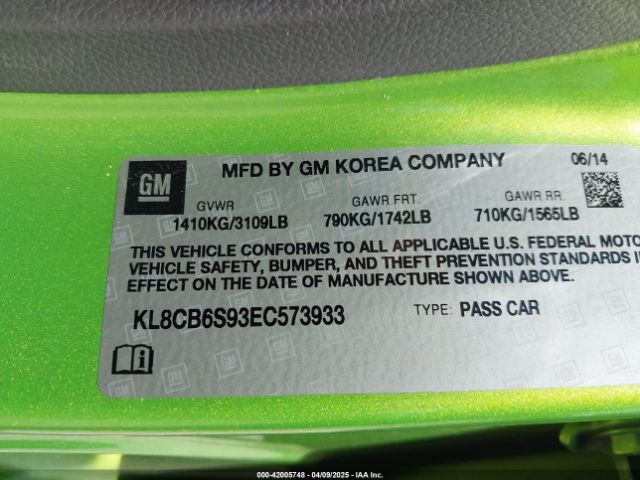 GM
MFD BY GM KOREA COMPANY 06/14
GVWR GAWR FRT. GAWR RR.
1410KG/3109LB 790KG/1742LB 710KG/1565LB
THIS VEHICLE CONFORMS TO ALL APPLICABLE U.S. FEDERAL MOTO
VEHICLE SAFETY, BUMPER, AND THEFT PREVENTION STANDARDS I
EFFECT ON THE DATE OF MANUFACTURE SHOWN ABOVE.
KL8CB6S93EC573933 TYPE: PASS CAR
000-42005748 - 04/09/2025 - IAAI Inc.